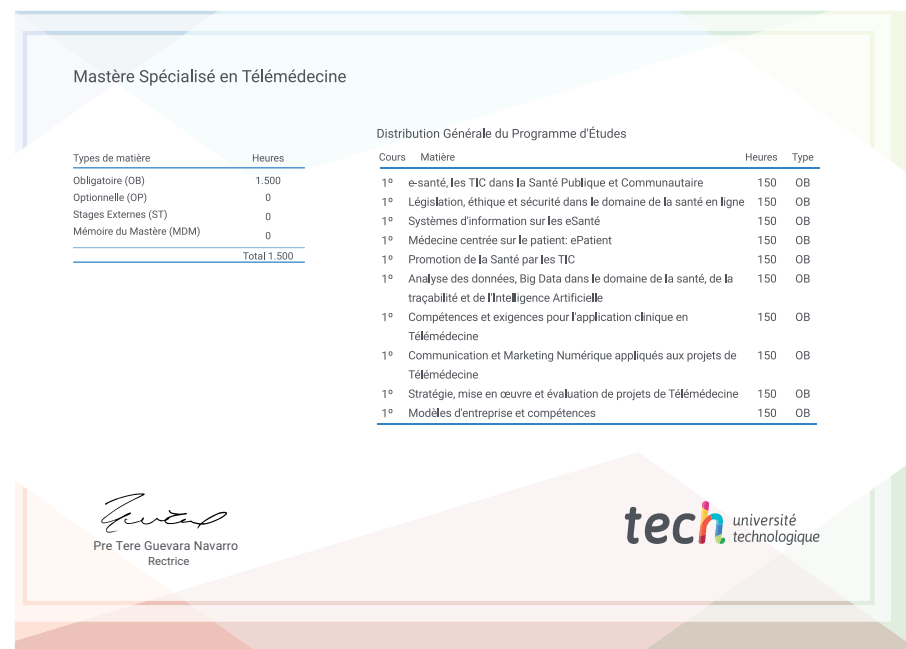 Mastère Spécialisé en Télémédecine
Types de matière Heures
Obligatoire (OB) 1.500
Optionnelle (OP) 0
Stages Externes (ST) 0
Mémoire du Mastère (MDM) 0
Total 1.500
Distribution Générale du Programme d'Études
Cours Matière Heures Type
1º e-santé, les TIC dans la Santé Publique et Communautaire 150 OB
1º Législation, éthique et sécurité dans le domaine de la santé en ligne 150 OB
1º Systèmes d'information sur les eSanté 150 OB
1º Médecine centrée sur le patient: ePatient 150 OB
1º Promotion de la Santé par les TIC 150 OB
1º Analyse des données, Big Data dans le domaine de la santé, de la 150 OB
traçabilité et de l'Intelligence Artificielle
1º Compétences et exigences pour l'application clinique en 150 OB
Télémédecine
1º Communication et Marketing Numérique appliqués aux projets de 150 OB
Télémédecine
1º Stratégie, mise en œuvre et évaluation de projets de Télémédecine 150 OB
1º Modèles d'entreprise et compétences 150 OB
Pre Tere Guevara Navarro
Rectrice
tech université
technologique